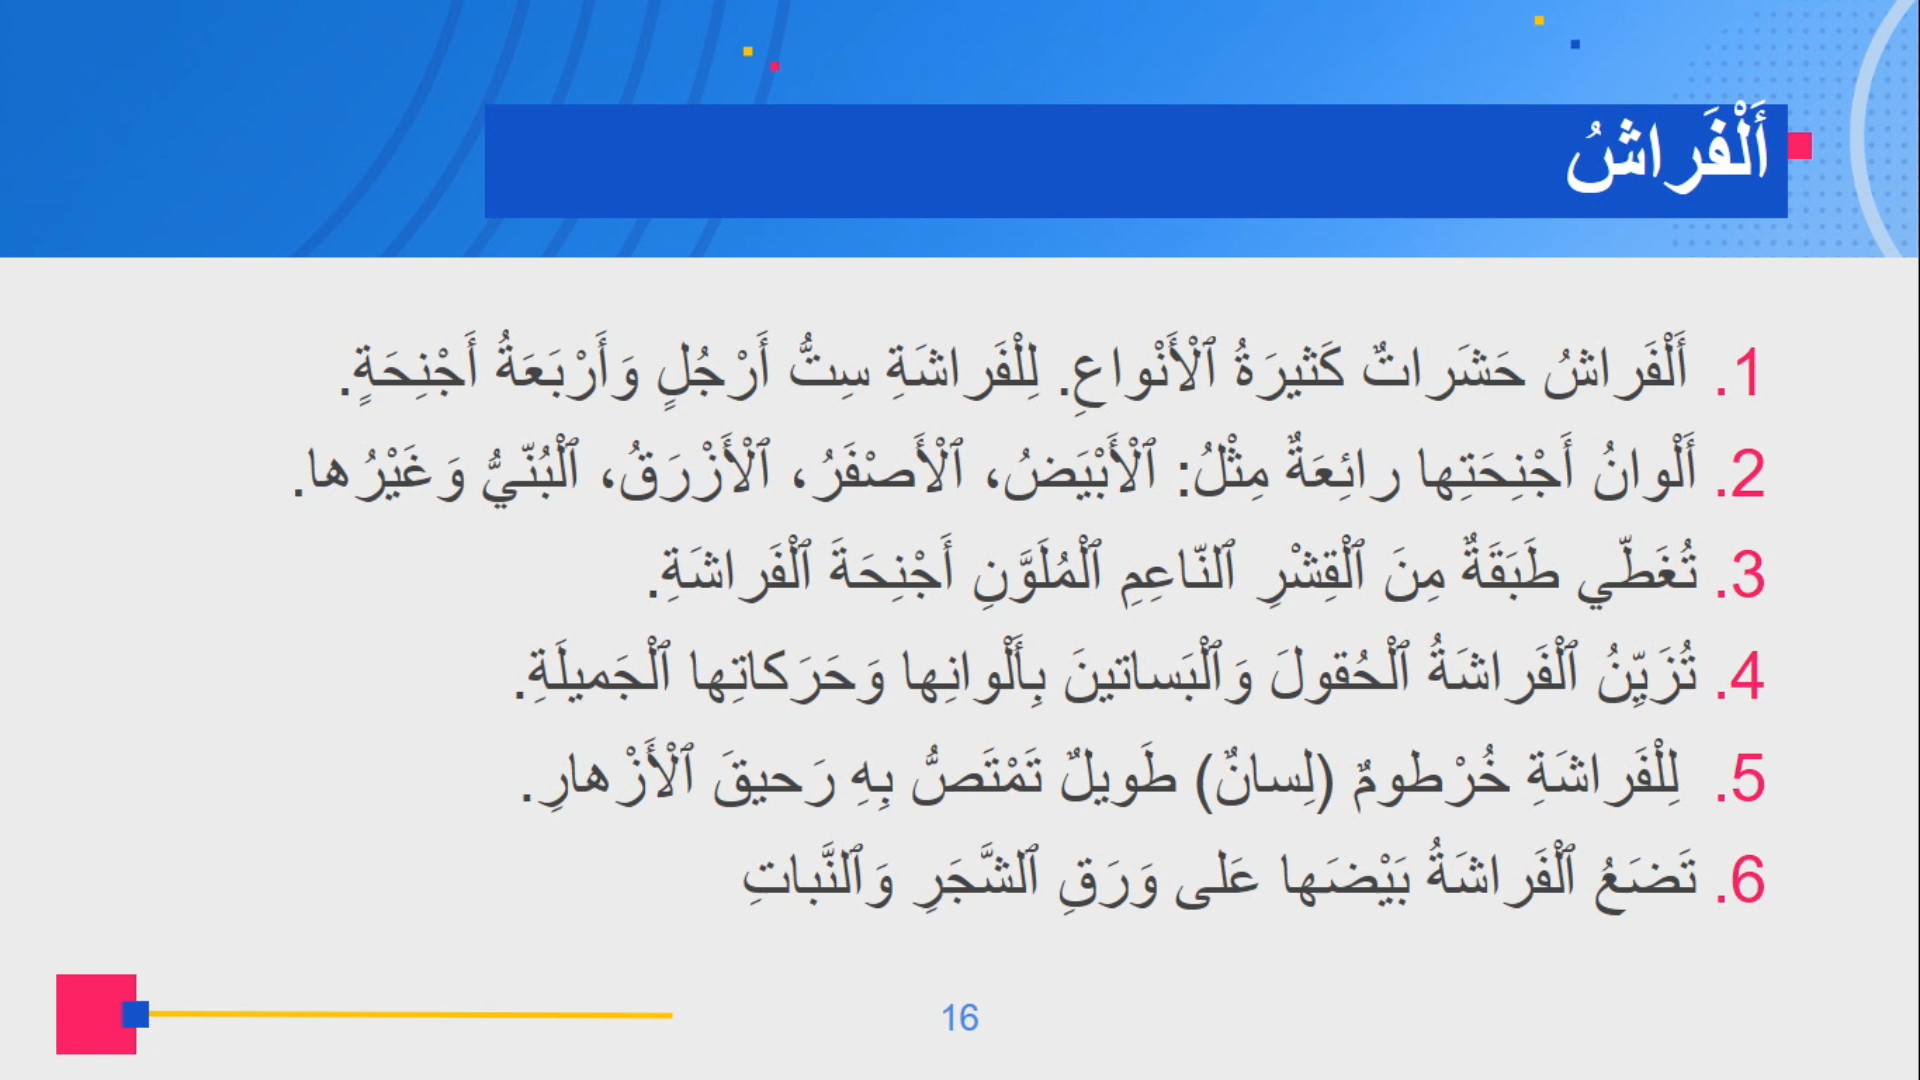 أَلْفَراشُ
1. أَلْفَراشُ حَشَراتٌ كَثيرَةُ ٱلْأَنْواعِ. لِلْفَراشَةِ سِتُّ أَرْجُلٍ وَأَرْبَعَةُ أَجْنِحَةٍ.
2. أَلْوانُ أَجْنِحَتِها رائِعَةٌ مِثْلُ: ٱلْأَبْيَضُ، ٱلْأَصْفَرُ، ٱلْأَزْرَقُ، ٱلْبُنّيُّ وَغَيْرُها.
3. تُغَطّي طَبَقَةٌ مِنَ ٱلْقِشْرِ ٱلنّاعِمِ ٱلْمُلَوَّنِ أَجْنِحَةَ ٱلْفَراشَةِ.
4. تُزَيِّنُ ٱلْفَراشَةُ ٱلْحُقولَ وَٱلْبَساتينَ بِأَلْوانِها وَحَرَكاتِها ٱلْجَميلَةِ.
5. لِلْفَراشَةِ خُرْطومٌ (لِسانٌ) طَويلٌ تَمْتَصُّ بِهِ رَحيقَ ٱلْأَزْهارِ.
6. تَضَعُ ٱلْفَراشَةُ بَيْضَها عَلى وَرَقِ ٱلشَّجَرِ وَٱلنَّباتِ
16